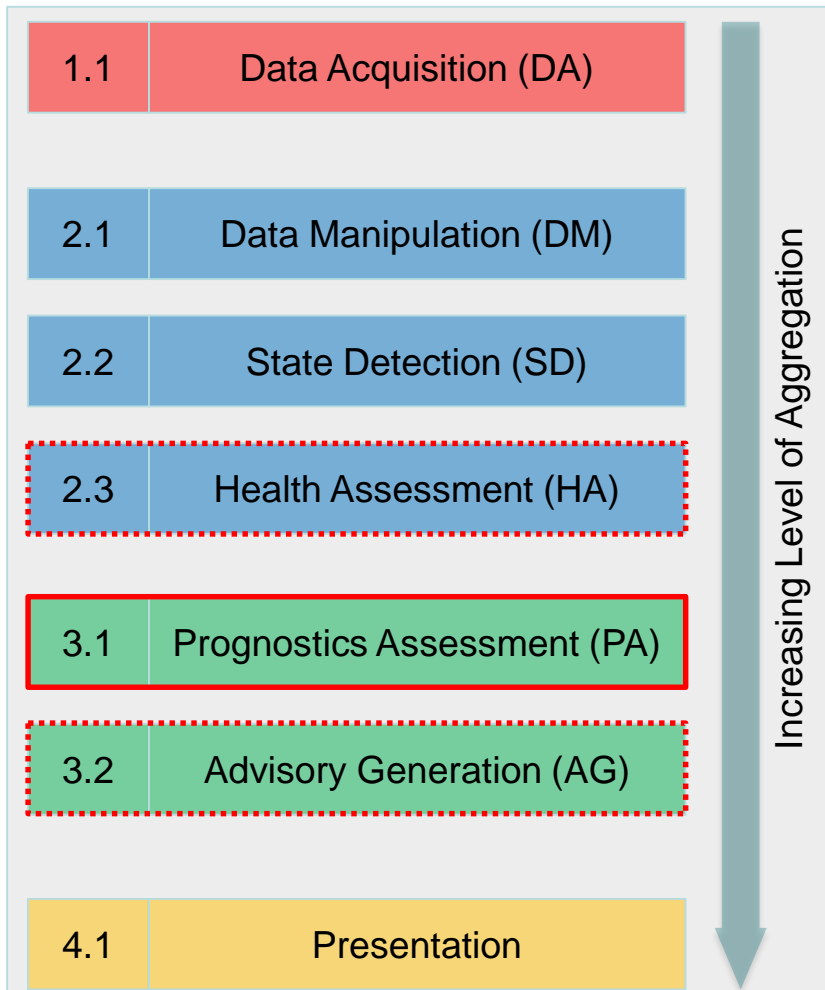 1.1 Data Acquisition (DA)
2.1 Data Manipulation (DM)
2.2 State Detection (SD)
2.3 Health Assessment (HA)
3.1 Prognostics Assessment (PA)
3.2 Advisory Generation (AG)
4.1 Presentation
Increasing Level of Aggregation